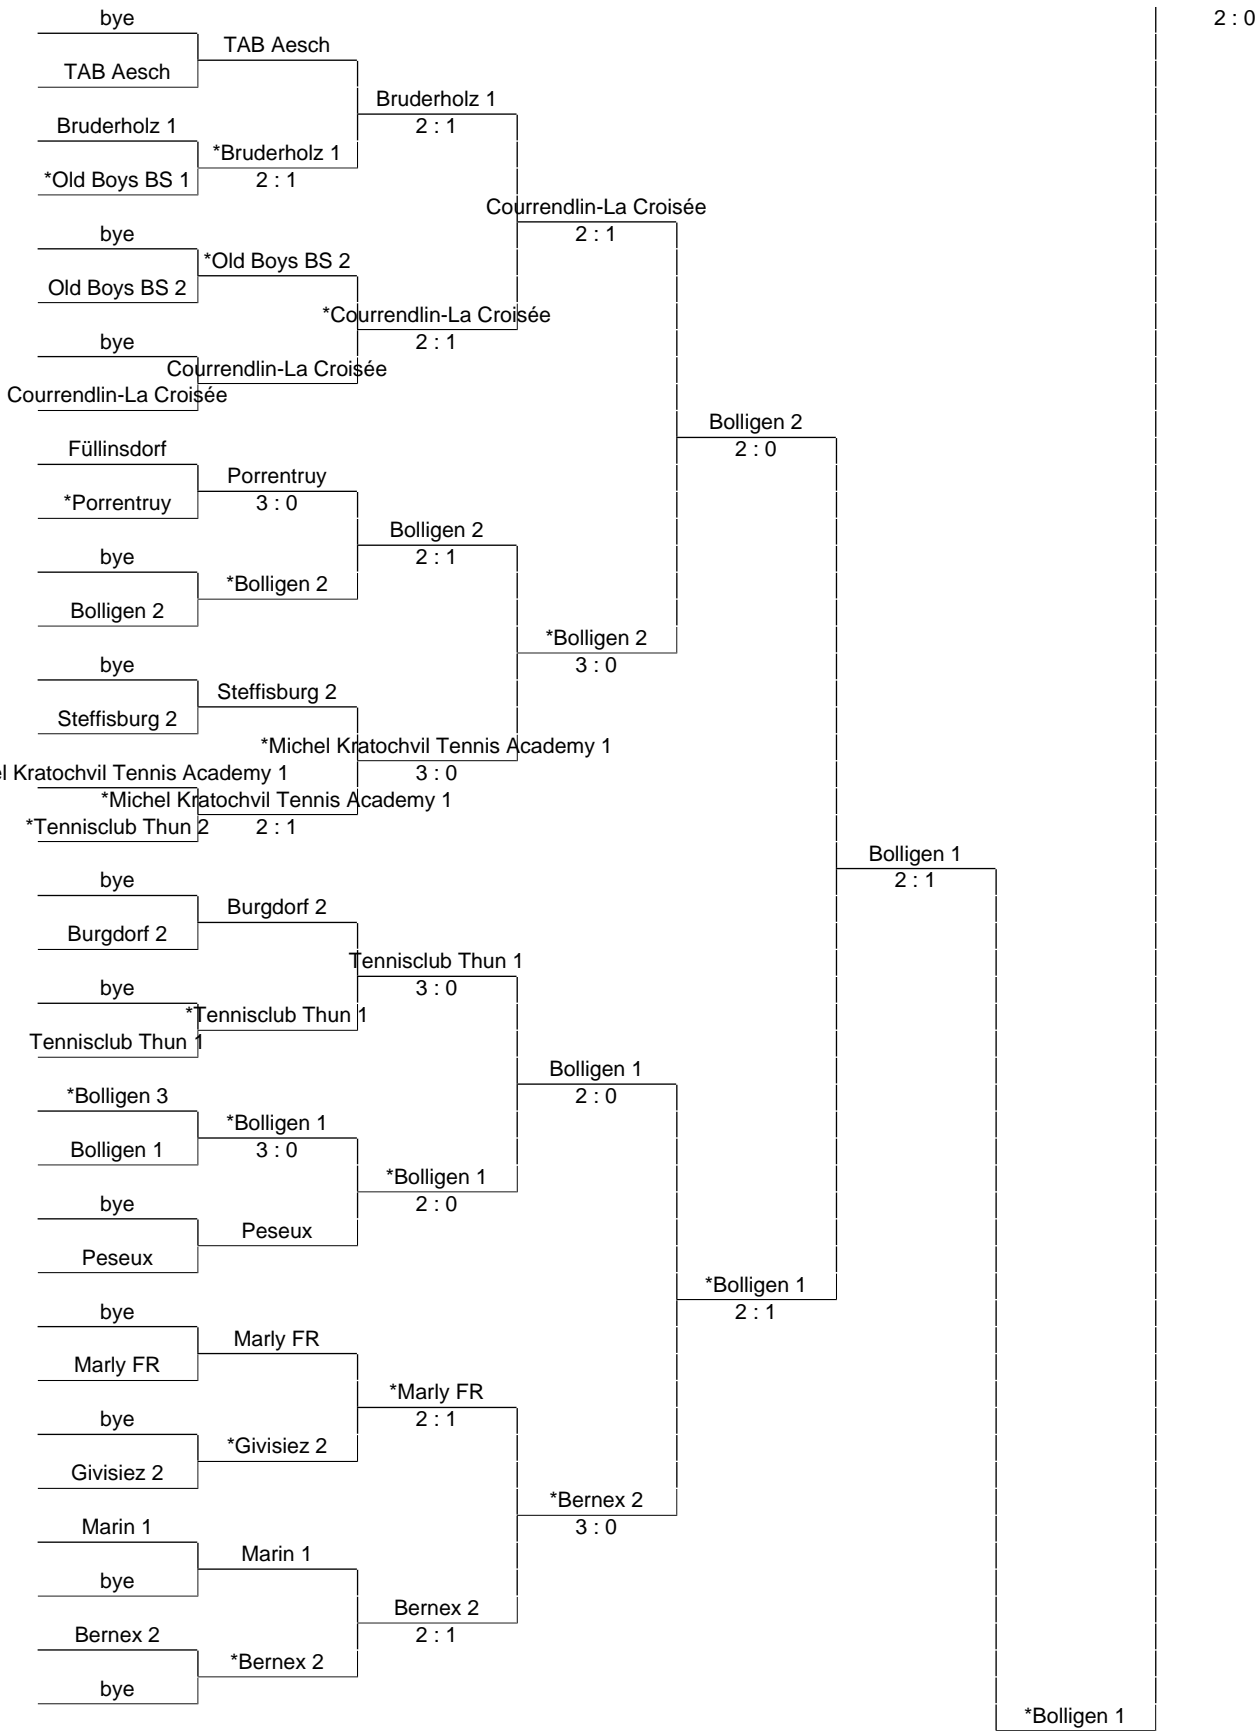 bye
2 : 0
TAB Aesch
TAB Aesch
Bruderholz 1
2 : 1
Bruderholz 1
*Bruderholz 1
2 : 1
*Old Boys BS 1
Courrendlin-La Croisée
2 : 1
bye
*Old Boys BS 2
Old Boys BS 2
*Courrendlin-La Croisée
2 : 1
bye
Courrendlin-La Croisée
Courrendlin-La Croisée
Bolligen 2
2 : 0
Füllinsdorf
Porrentruy
3 : 0
*Porrentruy
Bolligen 2
2 : 1
bye
*Bolligen 2
Bolligen 2
*Bolligen 2
3 : 0
bye
Steffisburg 2
Steffisburg 2
*Michel Kratochvil Tennis Academy 1
3 : 0
el Kratochvil Tennis Academy 1
*Michel Kratochvil Tennis Academy 1
2 : 1
*Tennisclub Thun 2
Bolligen 1
2 : 1
bye
Burgdorf 2
Burgdorf 2
Tennisclub Thun 1
3 : 0
bye
*Tennisclub Thun 1
Tennisclub Thun 1
Bolligen 1
2 : 0
*Bolligen 3
*Bolligen 1
3 : 0
Bolligen 1
*Bolligen 1
2 : 0
bye
Peseux
Peseux
*Bolligen 1
2 : 1
bye
Marly FR
Marly FR
*Marly FR
2 : 1
bye
*Givisiez 2
Givisiez 2
*Bernex 2
3 : 0
Marin 1
Marin 1
bye
Bernex 2
2 : 1
Bernex 2
*Bernex 2
bye
*Bolligen 1